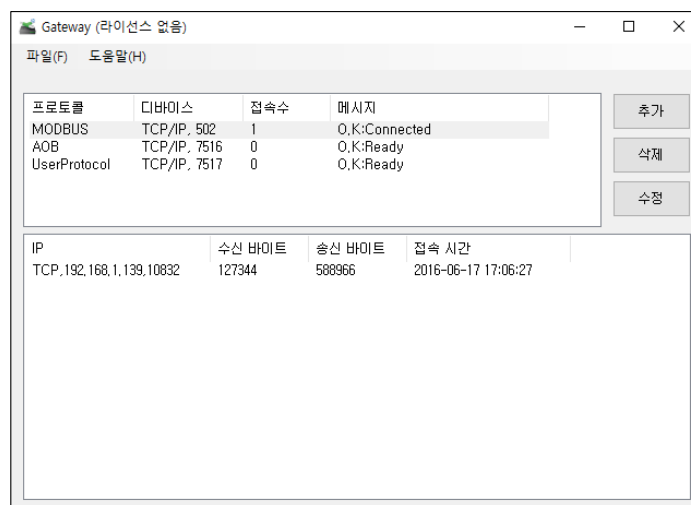 Gateway (라이선스 없음)
파일(F) 도움말(H)
프로토콜 디바이스 접속수 메시지
MODBUS TCP/IP, 502 1 O.K:Connected
AOB TCP/IP, 7516 0 O.K:Ready
UserProtocol TCP/IP, 7517 0 O.K:Ready
추가
삭제
수정
IP 수신 바이트 송신 바이트 접속 시간
TCP,192,168,1,139,10832 127344 588966 2016-06-17 17:06:27